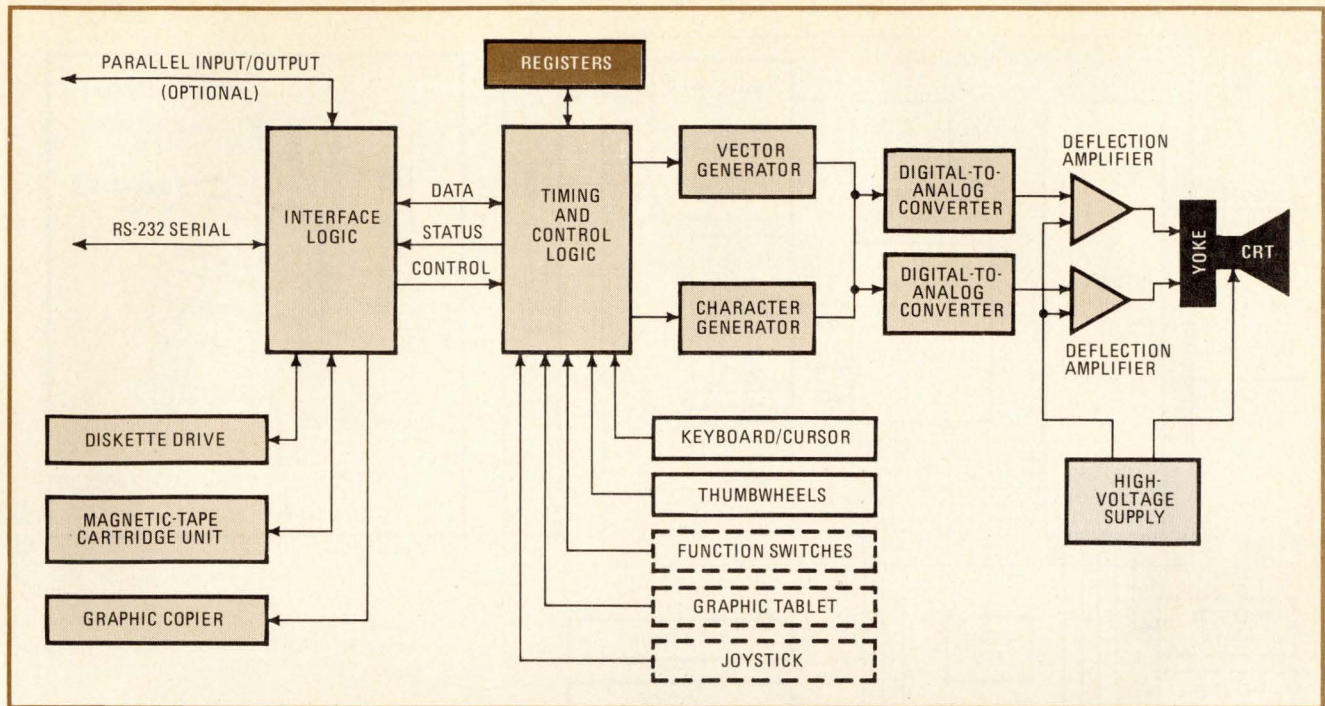 PARALLEL INPUT/OUTPUT
(OPTIONAL)
REGISTERS
RS-232 SERIAL
INTERFACE
LOGIC
DATA
STATUS
CONTROL
TIMING
AND
CONTROL
LOGIC
VECTOR
GENERATOR
CHARACTER
GENERATOR
DIGITAL-TO-
ANALOG
CONVERTER
DIGITAL-TO-
ANALOG
CONVERTER
DEFLECTION
AMPLIFIER
DEFLECTION
AMPLIFIER
YOKE
CRT
HIGH-
VOLTAGE
SUPPLY
DISKETTE DRIVE
MAGNETIC-TAPE
CARTRIDGE UNIT
GRAPHIC COPIER
KEYBOARD/CURSOR
THUMBWHEELS
FUNCTION SWITCHES
GRAPHIC TABLET
JOYSTICK